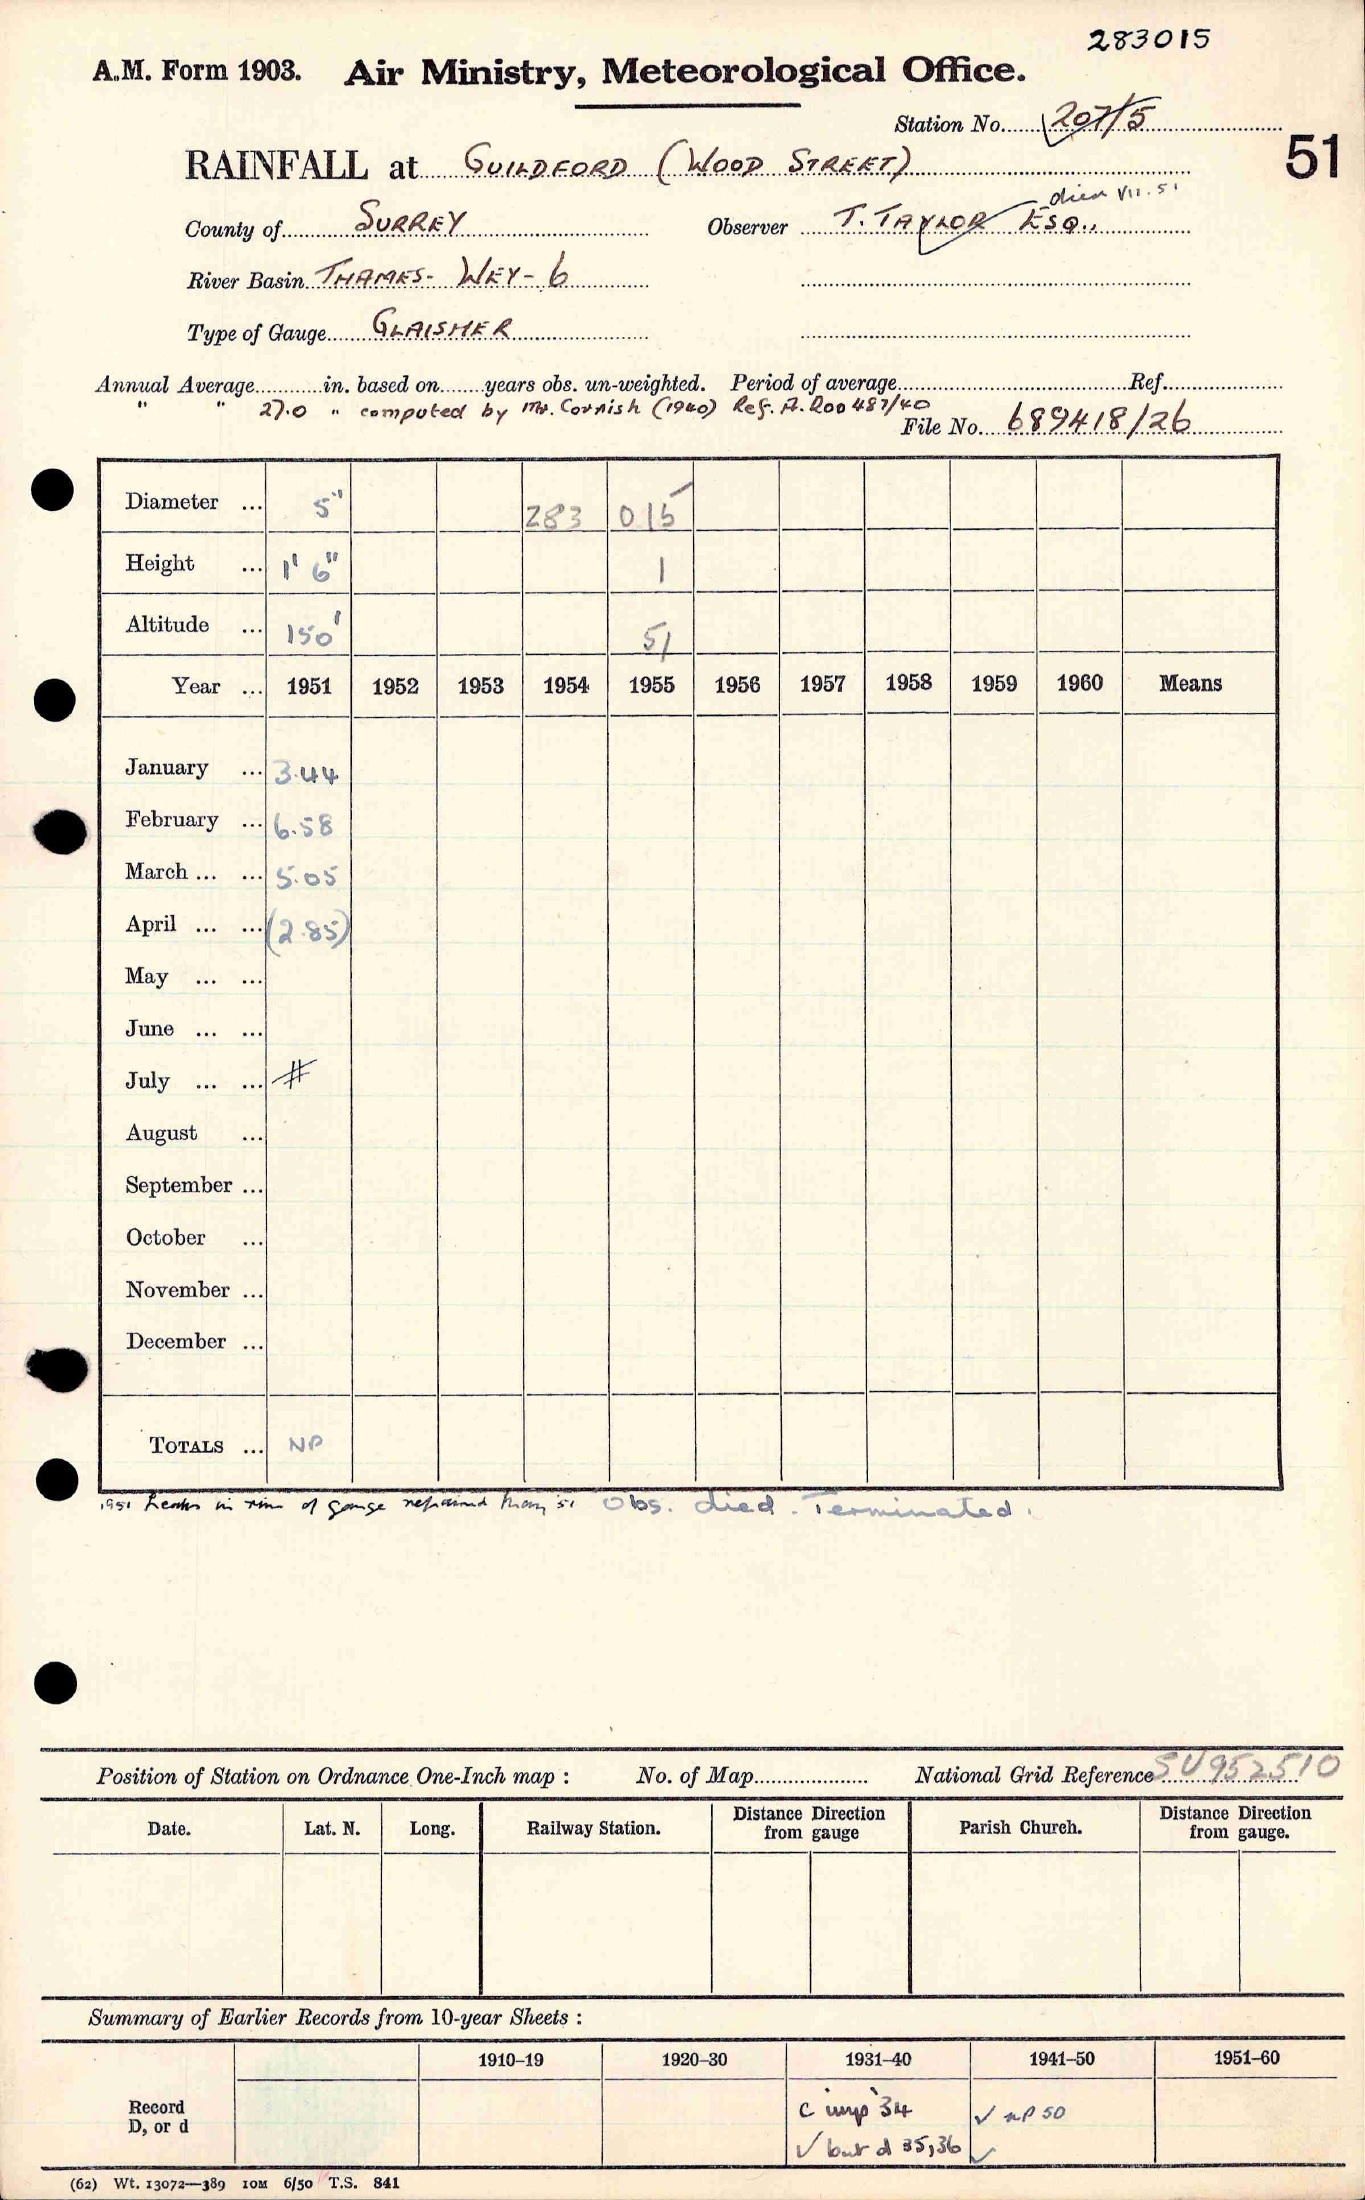 283015
A.M. Form 1903. Air Ministry, Meteorological Office.
Station No. 207/5
51
RAINFALL at GUILDFORD (WOOD STREET)
died VII.51
County of SURREY Observer T. TAYLOR ESQ.,
River Basin THAMES- WEY- 6
Type of Gauge GLAISHER
Annual Average in. based on years obs. un-weighted. Period of average Ref.
" " 27.0 " computed by Mr. Cornish (1940) Ref. A. Roo 487/40
File No. 689418/26
Diameter ... 5" 283 015
Height ... 1' 6" 1
Altitude ... 150' 51
Year ... 1951 1952 1953 1954 1955 1956 1957 1958 1959 1960 Means
January ... 3.44
February ... 6.58
March ... ... 5.05
April ... ... (2.85)
May ... ...
June ... ...
July ... ... #
August ...
September ...
October ...
November ...
December ...
TOTALS ... NP
1951 Leaks in rim of gauge repaired May '51 Obs. died. Terminated.
Position of Station on Ordnance One-Inch map : No. of Map National Grid Reference SU 952510
Date. Lat. N. Long. Railway Station. Distance Direction from gauge Parish Church. Distance Direction from gauge.
Summary of Earlier Records from 10-year Sheets :
1910–19 1920–30 1931–40 1941–50 1951–60
Record D, or d
c imp '34 ✓ NP 50
✓ but d 35,36 ✓
(62) Wt. 13072—389 10M 6/50 T.S. 841